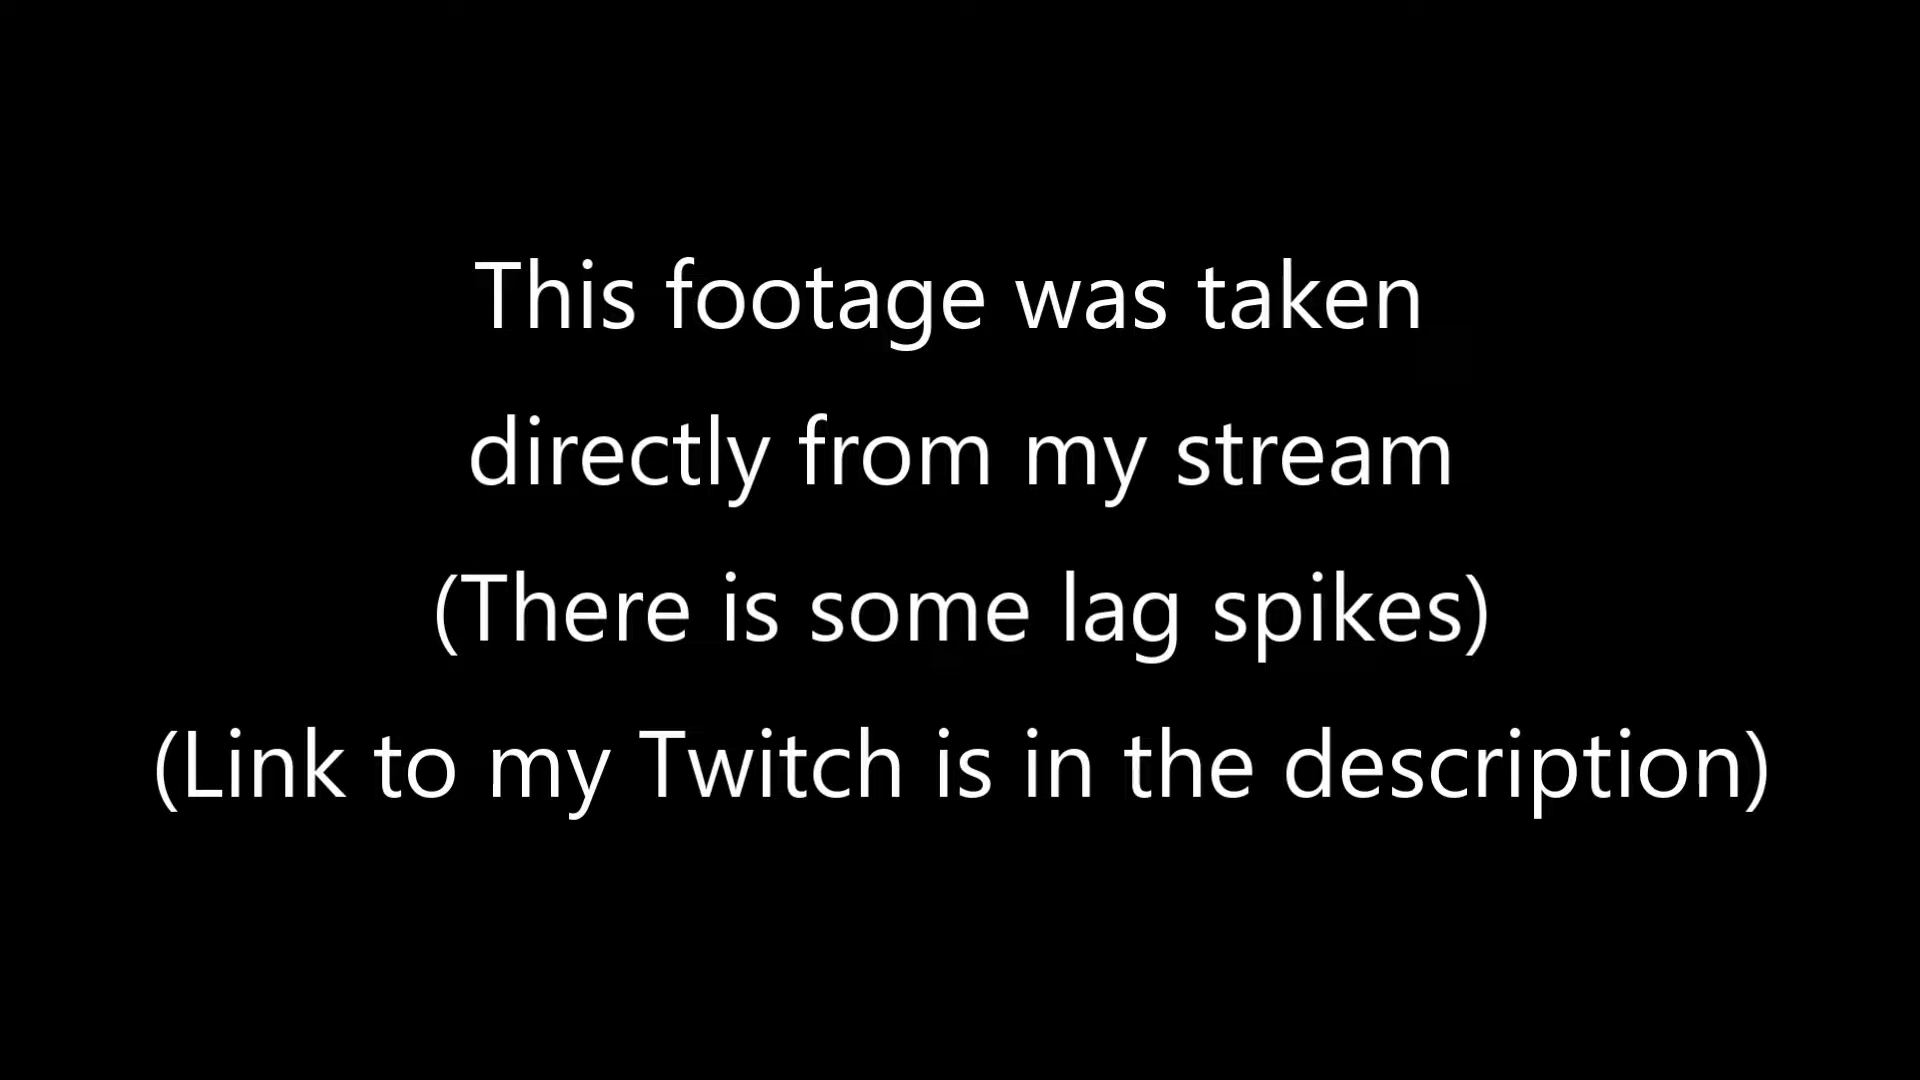 This footage was taken
directly from my stream
(There is some lag spikes)
(Link to my Twitch is in the description)